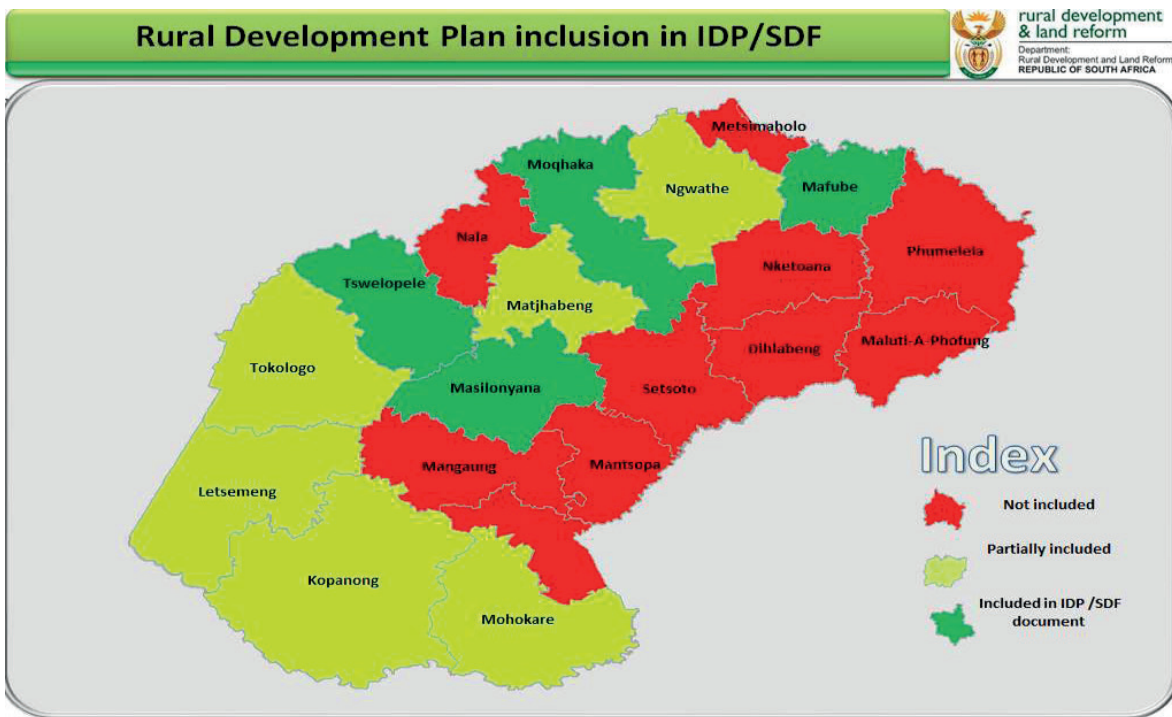 Rural Development Plan inclusion in IDP/SDF
rural development
& land reform
Department:
Rural Development and Land Reform
REPUBLIC OF SOUTH AFRICA
Metsimaholo
Moqhaka
Ngwathe
Mafube
Nala
Phumelela
Nketoana
Tswelopele
Matjhabeng
Dihlabeng
Maluti-A-Phofung
Tokologo
Masilonyana
Setsoto
Mangaung
Mantsopa
Letsemeng
Kopanong
Mohokare
Index
Not included
Partially included
Included in IDP /SDF
document